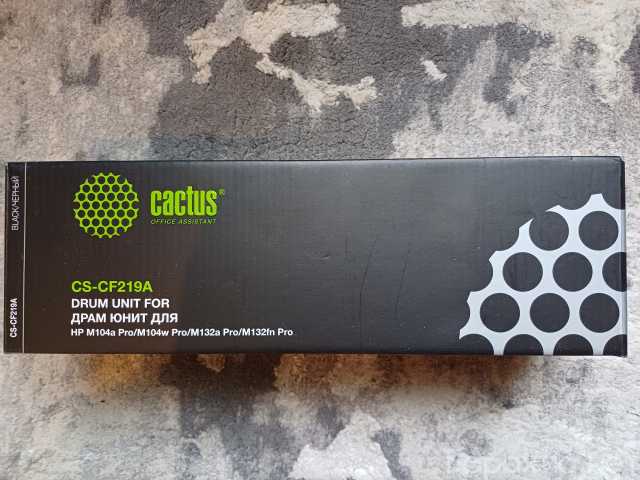 BLACK/ЧЕРНЫЙ
CS-CF219A
cactus®
OFFICE ASSISTANT
CS-CF219A
DRUM UNIT FOR
ДРАМ ЮНИТ ДЛЯ
HP M104a Pro/M104w Pro/M132a Pro/M132fn Pro